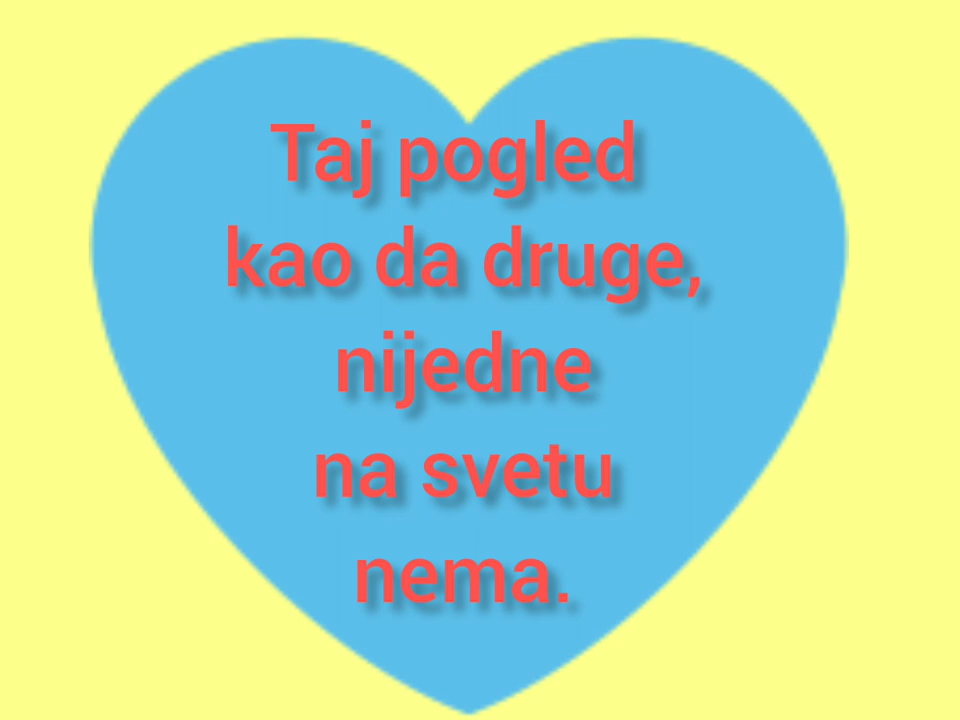 Taj pogled
kao da druge,
nijedne
na svetu
nema.